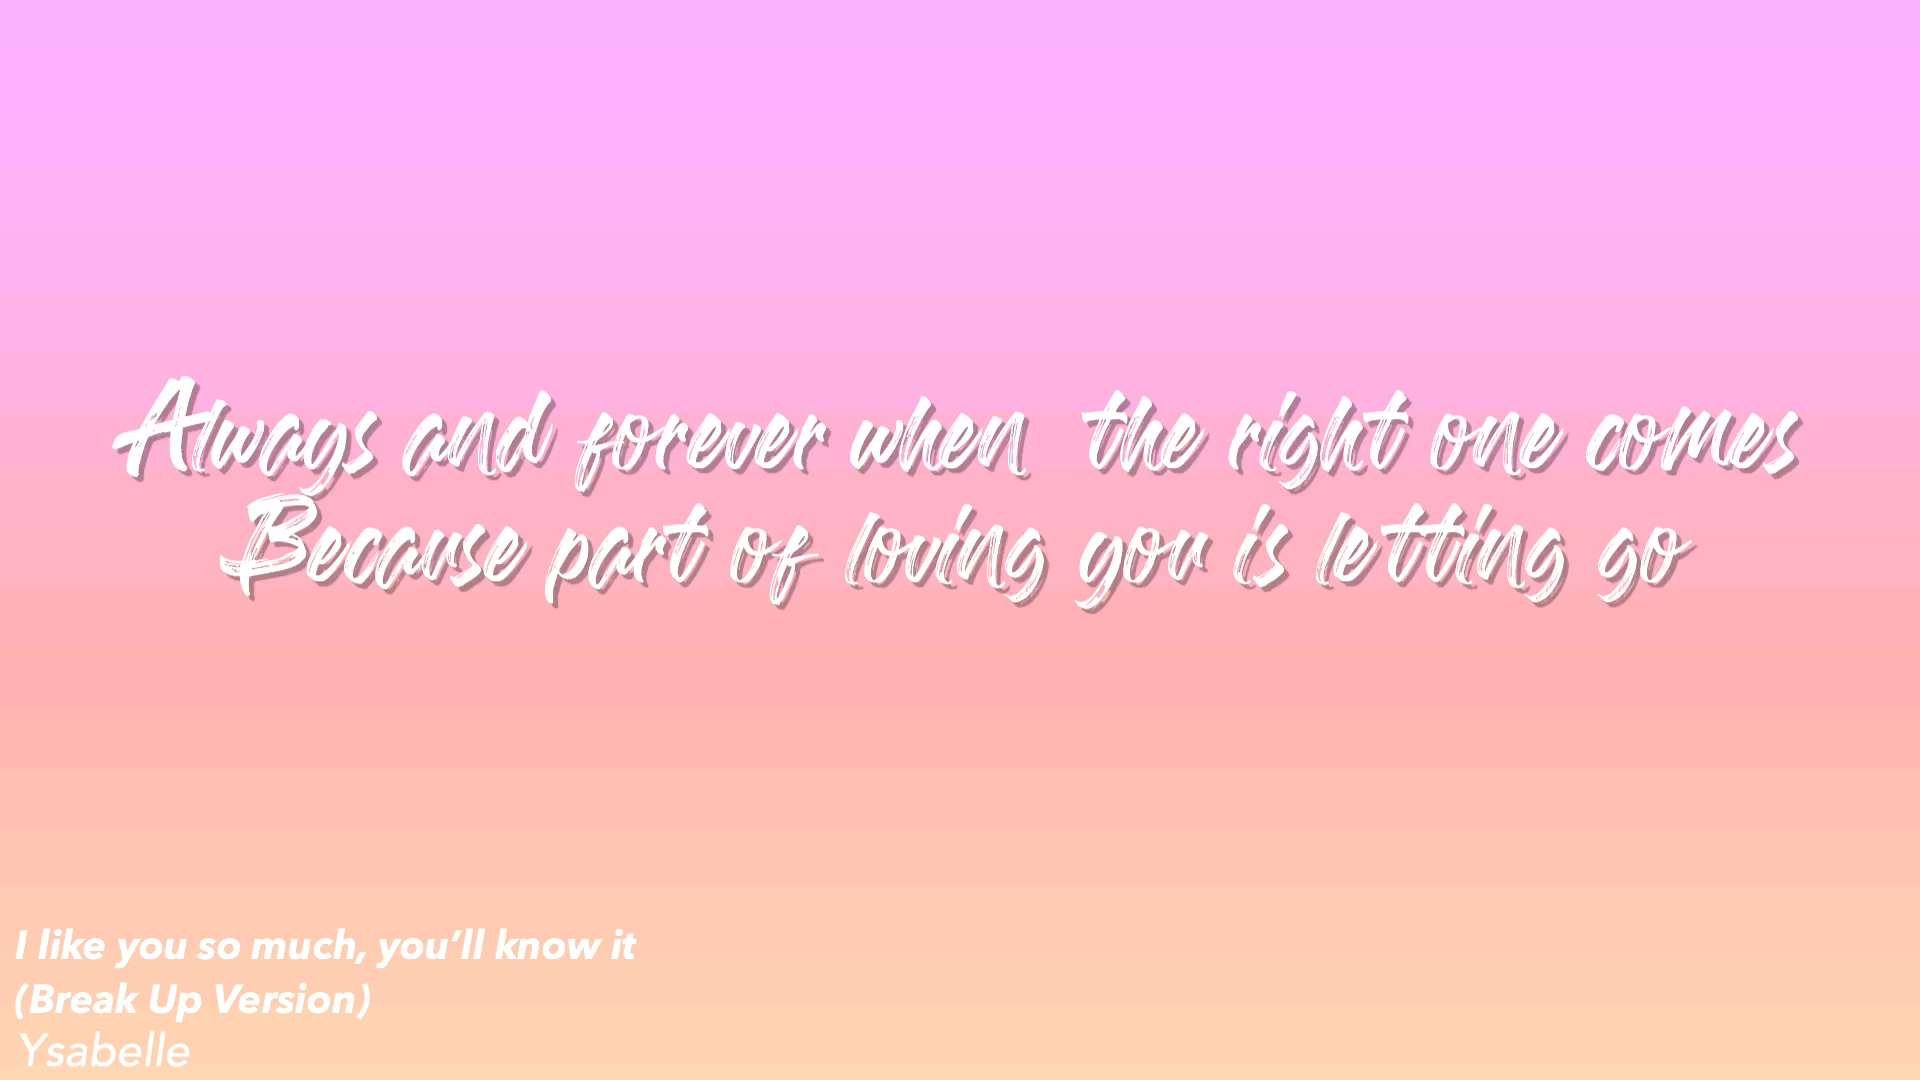 Always and forever when  the right one comes
Because part of loving you is letting go
I like you so much, you’ll know it
(Break Up Version)
Ysabelle